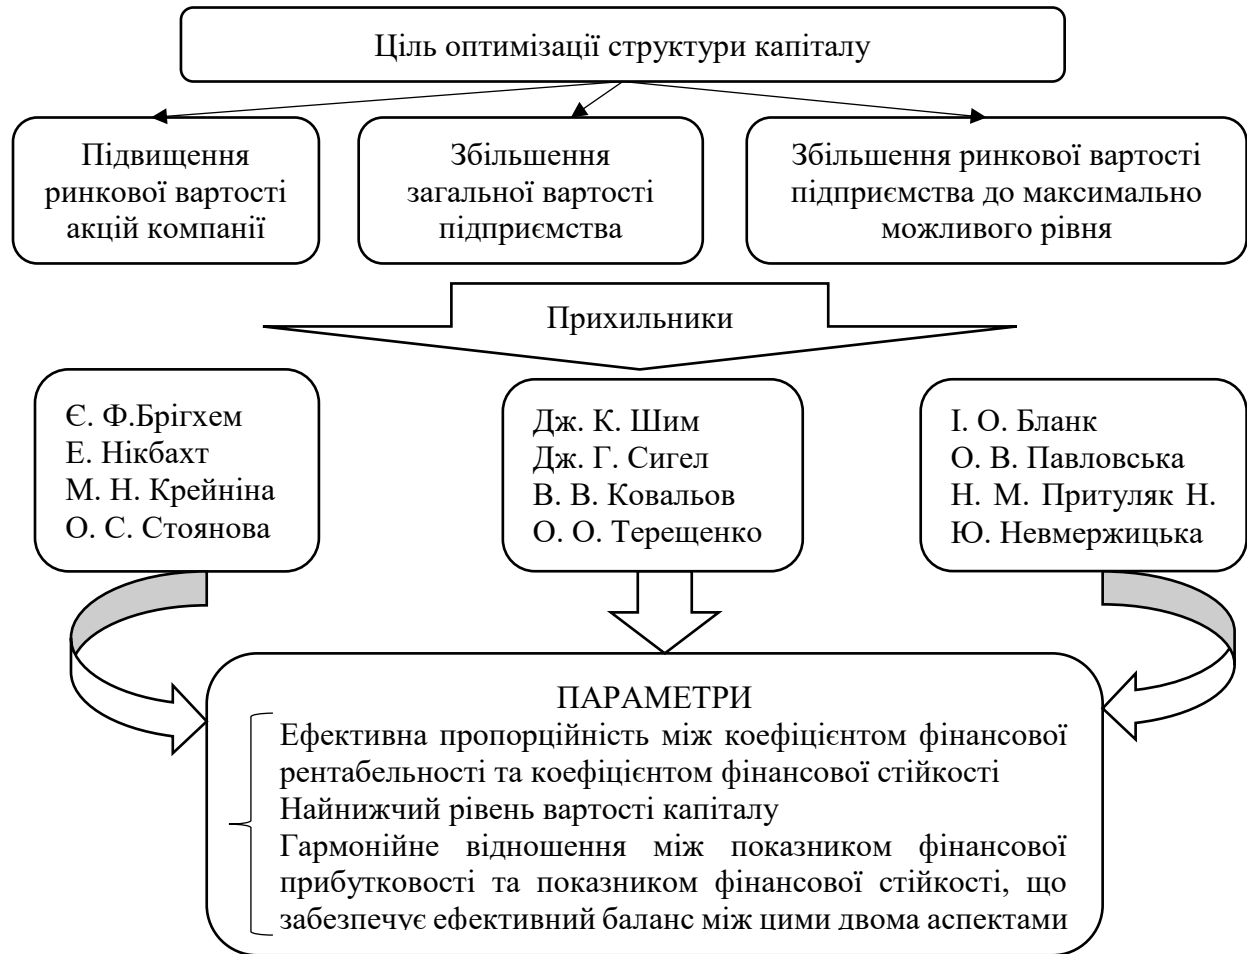 Ціль оптимізації структури капіталу
Підвищення
ринкової вартості
акцій компанії
Збільшення
загальної вартості
підприємства
Збільшення ринкової вартості
підприємства до максимально
можливого рівня
Прихильники
Є. Ф.Брігхем
Е. Нікбахт
М. Н. Крейніна
О. С. Стоянова
Дж. К. Шим
Дж. Г. Сигел
В. В. Ковальов
О. О. Терещенко
І. О. Бланк
О. В. Павловська
Н. М. Притуляк Н.
Ю. Невмержицька
ПАРАМЕТРИ
Ефективна пропорційність між коефіцієнтом фінансової
рентабельності та коефіцієнтом фінансової стійкості
Найнижчий рівень вартості капіталу
Гармонійне відношення між показником фінансової
прибутковості та показником фінансової стійкості, що
забезпечує ефективний баланс між цими двома аспектами